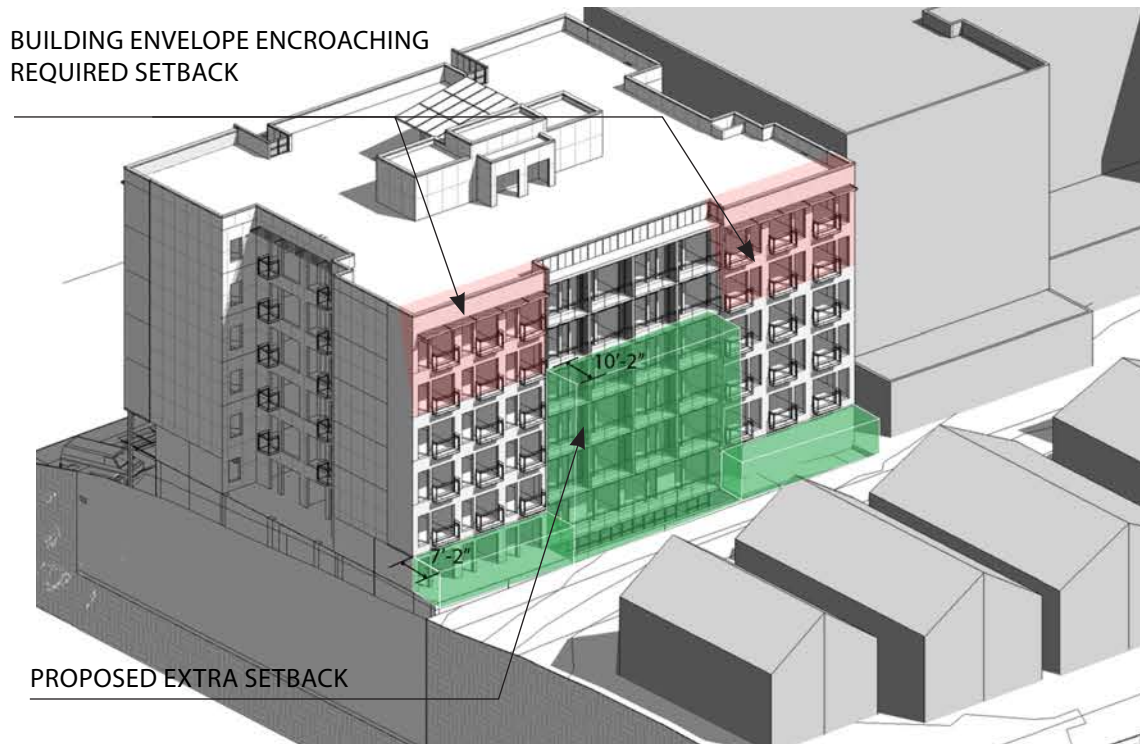 BUILDING ENVELOPE ENCROACHING
REQUIRED SETBACK
10'-2"
7'-2"
PROPOSED EXTRA SETBACK